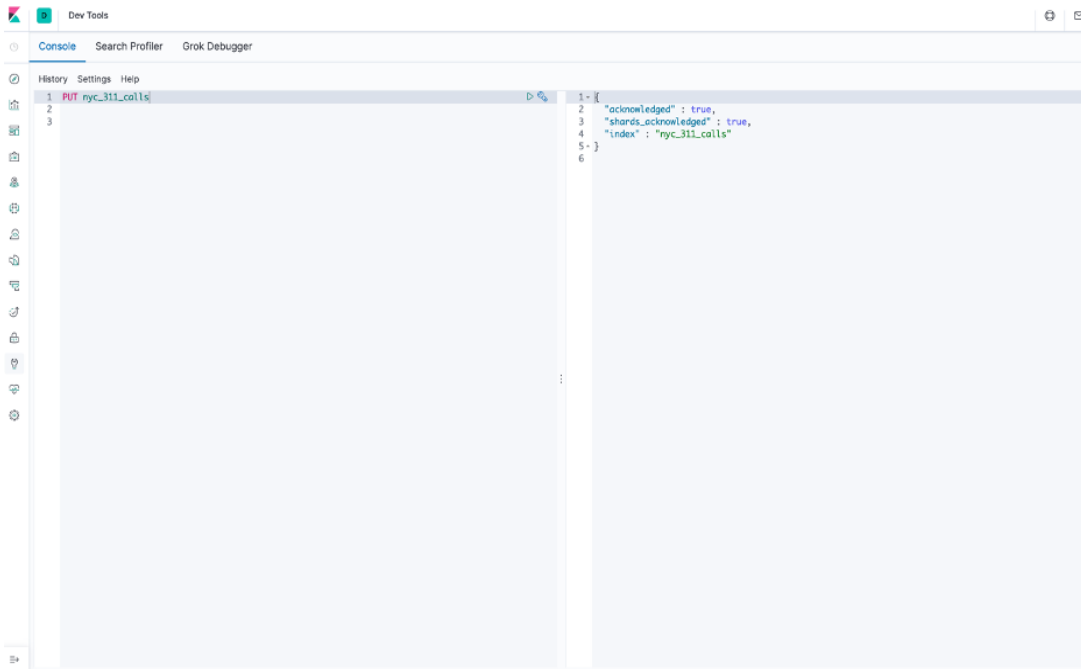 D Dev Tools
Console Search Profiler Grok Debugger
History Settings Help
1 PUT nyc_311_calls
2
3
1 {
2 "acknowledged" : true,
3 "shards_acknowledged" : true,
4 "index" : "nyc_311_calls"
5 }
6